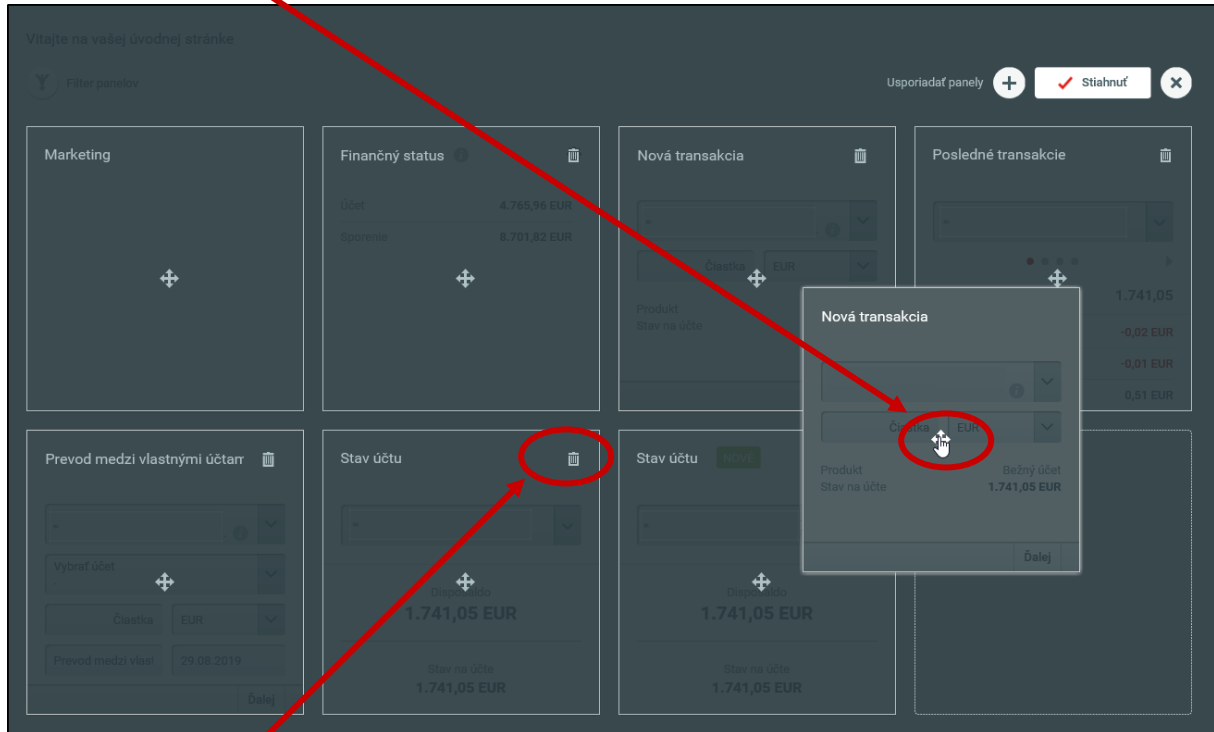 Vitajte na vašej úvodnej stránke
Filter panelov
Usporiadať panely
Stiahnuť
Marketing
Finančný status
Účet 4.765,96 EUR
Sporenie 8.701,82 EUR
Nová transakcia
Čiastka EUR
Produkt
Stav na účte
Posledné transakcie
1.741,05
-0,02 EUR
-0,01 EUR
0,51 EUR
Nová transakcia
Čiastka EUR
Produkt Bežný účet
Stav na účte 1.741,05 EUR
Ďalej
Prevod medzi vlastnými účtam
Vybrať účet
Čiastka EUR
Prevod medzi vlasl 29.08.2019
Ďalej
Stav účtu
1.741,05 EUR
Stav na účte
1.741,05 EUR
Stav účtu NOVÉ
1.741,05 EUR
Stav na účte
1.741,05 EUR